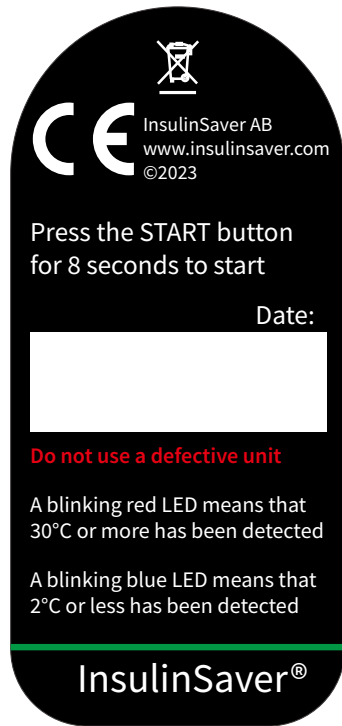 CE
InsulinSaver AB
www.insulinsaver.com
©2023
Press the START button
for 8 seconds to start
Date:
Do not use a defective unit
A blinking red LED means that
30°C or more has been detected
A blinking blue LED means that
2°C or less has been detected
InsulinSaver®